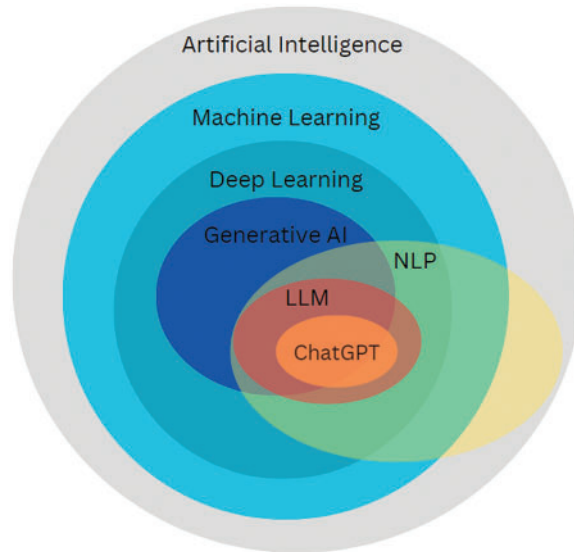 Artificial Intelligence
Machine Learning
Deep Learning
Generative AI
NLP
LLM
ChatGPT